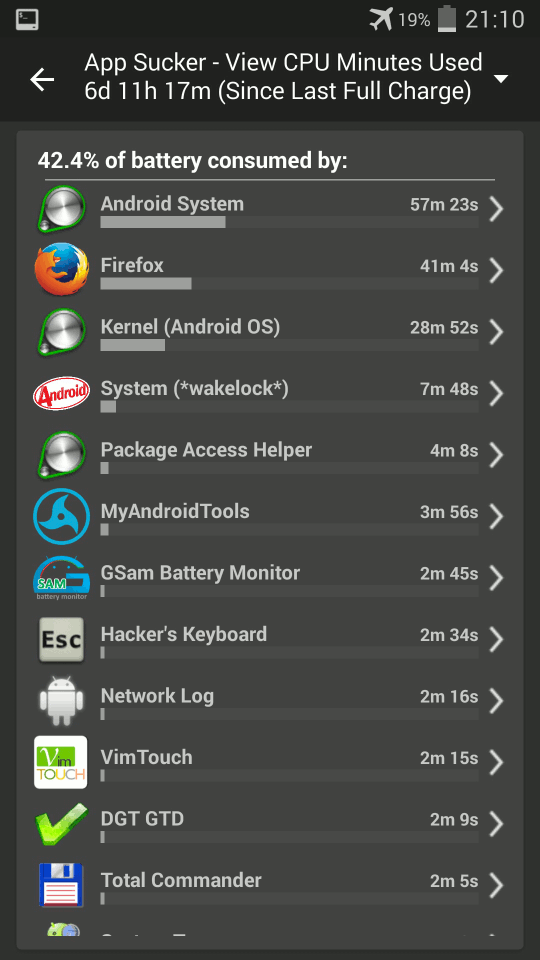 19% 21:10
App Sucker - View CPU Minutes Used
6d 11h 17m (Since Last Full Charge)
42.4% of battery consumed by:
Android System 57m 23s
Firefox 41m 4s
Kernel (Android OS) 28m 52s
Android
System (*wakelock*) 7m 48s
Package Access Helper 4m 8s
MyAndroidTools 3m 56s
SAM
battery monitor
GSam Battery Monitor 2m 45s
Esc
Hacker's Keyboard 2m 34s
Network Log 2m 16s
Vim
TOUCH
VimTouch 2m 15s
DGT GTD 2m 9s
Total Commander 2m 5s